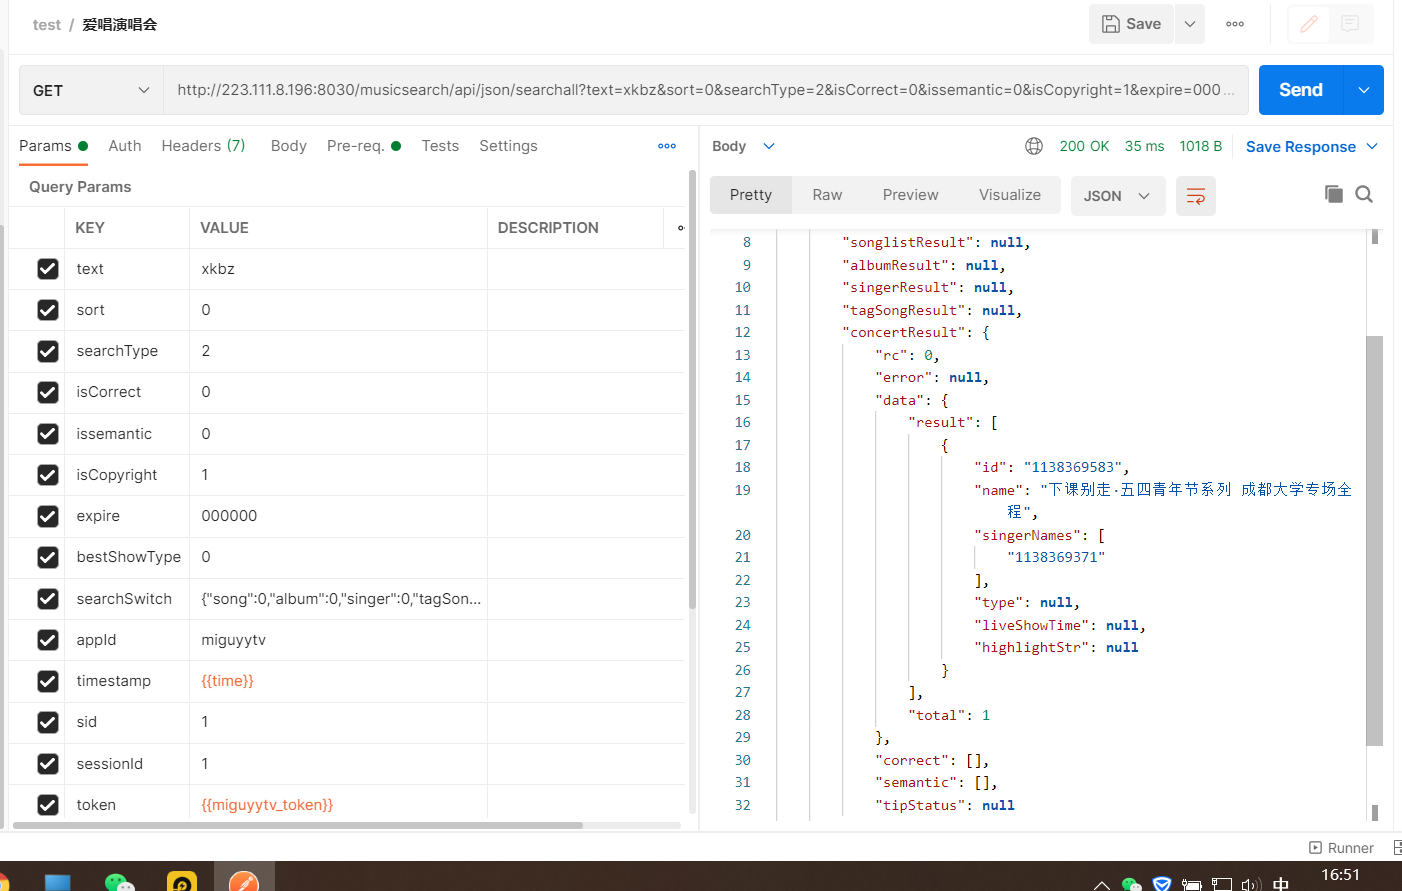 test / 爱唱演唱会
Save
GET
http://223.111.8.196:8030/musicsearch/api/json/searchall?text=xkbz&sort=0&searchType=2&isCorrect=0&issemantic=0&isCopyright=1&expire=000 ...
Send
Params
Auth
Headers (7)
Body
Pre-req.
Tests
Settings
Body
200 OK
35 ms
1018 B
Save Response
Query Params
Pretty
Raw
Preview
Visualize
JSON
KEY
VALUE
DESCRIPTION
text
xkbz
sort
0
searchType
2
isCorrect
0
issemantic
0
isCopyright
1
expire
000000
bestShowType
0
searchSwitch
{"song":0,"album":0,"singer":0,"tagSon...
appId
miguyytv
timestamp
{{time}}
sid
1
sessionId
1
token
{{miguyytv_token}}
8 "songlistResult": null,
9 "albumResult": null,
10 "singerResult": null,
11 "tagSongResult": null,
12 "concertResult": {
13 "rc": 0,
14 "error": null,
15 "data": {
16 "result": [
17 {
18 "id": "1138369583",
19 "name": "下课别走·五四青年节系列 成都大学专场全
程",
20 "singerNames": [
21 "1138369371"
22 ],
23 "type": null,
24 "liveShowTime": null,
25 "highlightStr": null
26 }
27 ],
28 "total": 1
29 },
30 "correct": [],
31 "semantic": [],
32 "tipStatus": null
Runner
中
16:51